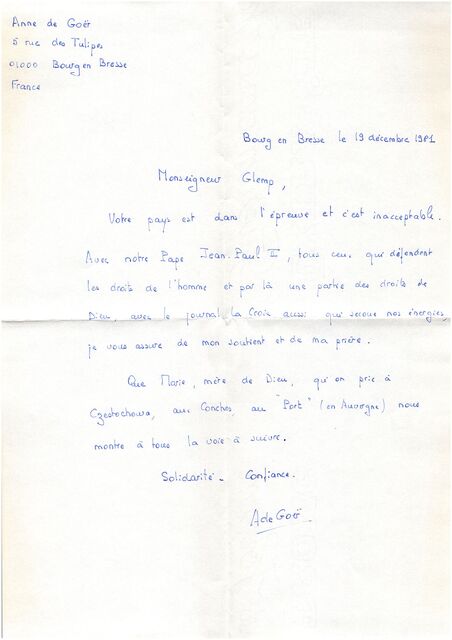 Anne de Goër
5 rue des Tulipes
01000 Bourg en Bresse
France
Bourg en Bresse le 19 décembre 1981
Monseigneur Glemp,
Votre pays est dans l'épreuve et c'est inacceptable.
Avec notre Pape Jean-Paul II, tous ceux qui défendent
les droits de l'homme et par là une partie des droits de
Dieu, avec le journal la Croix aussi qui secoue nos énergies,
je vous assure de mon soutient et de ma prière.
Que Marie, mère de Dieu, qu'on prie à
Czestochowa, aux Conches, au "Port" (en Auvergne) nous
montre à tous la voie à suivre.
Solidarité - Confiance.
A de Goër